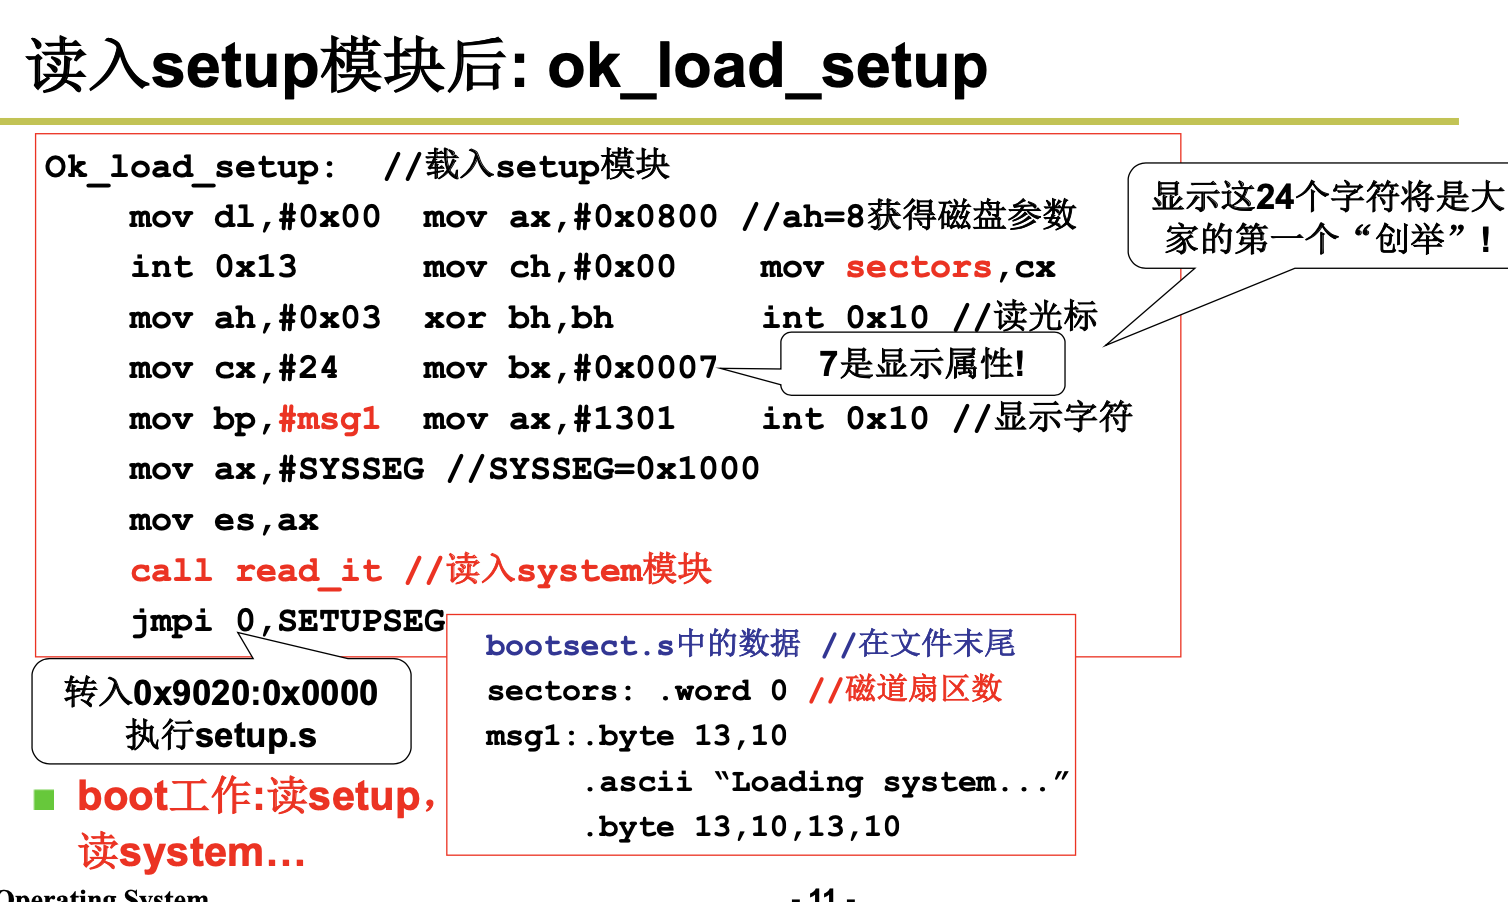 读入setup模块后: ok_load_setup
Ok_load_setup: //载入setup模块
mov dl,#0x00 mov ax,#0x0800 //ah=8获得磁盘参数
int 0x13 mov ch,#0x00 mov sectors,cx
mov ah,#0x03 xor bh,bh int 0x10 //读光标
mov cx,#24 mov bx,#0x0007
7是显示属性!
mov bp,#msg1 mov ax,#1301 int 0x10 //显示字符
mov ax,#SYSSEG //SYSSEG=0x1000
mov es,ax
call read_it //读入system模块
jmpi 0,SETUPSEG
显示这24个字符将是大
家的第一个“创举”!
转入0x9020:0x0000
执行setup.s
bootsect.s中的数据 //在文件末尾
sectors: .word 0 //磁道扇区数
msg1:.byte 13,10
.ascii “Loading system...”
.byte 13,10,13,10
boot工作:读setup，
读system...
Operating System
- 11 -